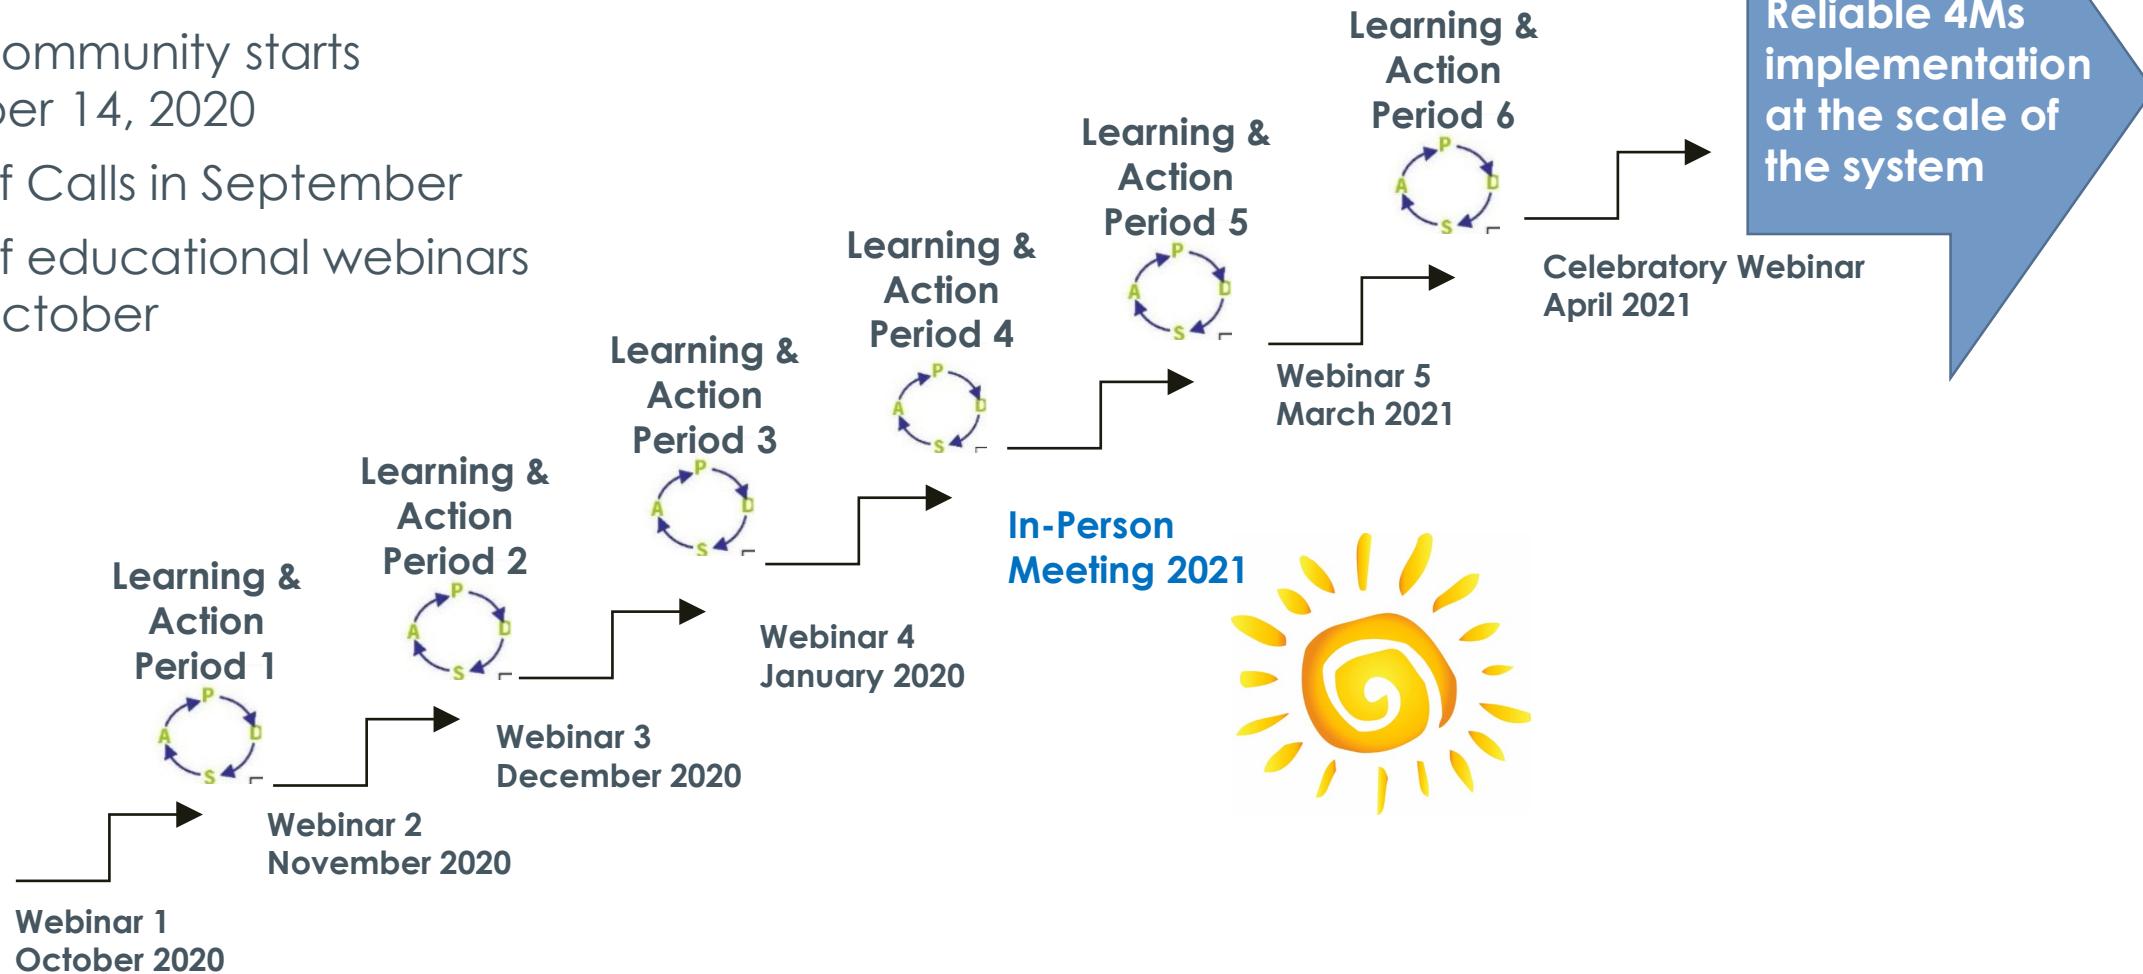 ommunity starts
ber 14, 2020
f Calls in September
f educational webinars
ctober
Learning &
Action
Period 1
P
D
S
A
Learning &
Action
Period 2
P
D
S
A
Learning &
Action
Period 3
P
D
S
A
Learning &
Action
Period 4
P
D
S
A
Learning &
Action
Period 5
P
D
S
A
Learning &
Action
Period 6
P
D
S
A
Reliable 4Ms
implementation
at the scale of
the system
Webinar 1
October 2020
Webinar 2
November 2020
Webinar 3
December 2020
Webinar 4
January 2020
In-Person
Meeting 2021
Webinar 5
March 2021
Celebratory Webinar
April 2021